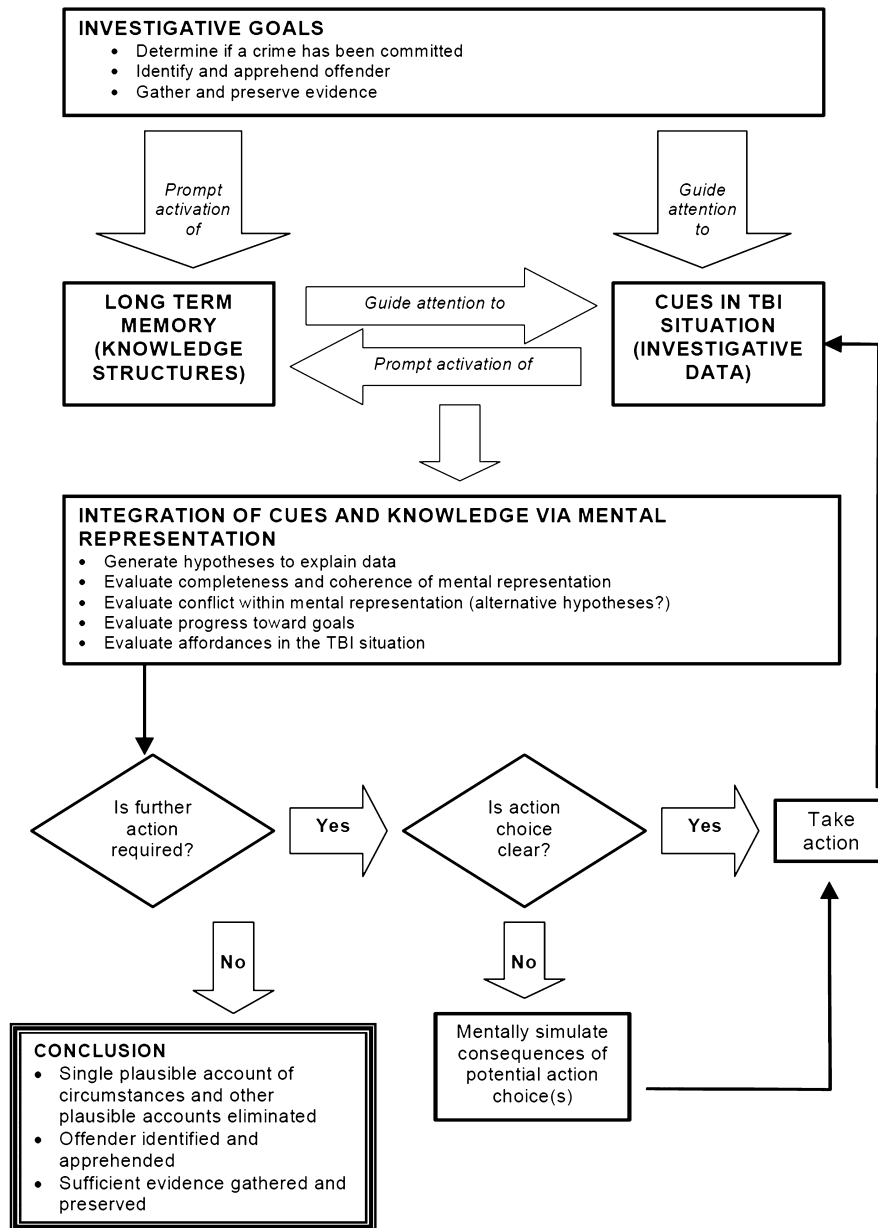 INVESTIGATIVE GOALS
• Determine if a crime has been committed
• Identify and apprehend offender
• Gather and preserve evidence
Prompt
activation
of
Guide
attention
to
LONG TERM
MEMORY
(KNOWLEDGE
STRUCTURES)
Guide attention to
Prompt activation of
CUES IN TBI
SITUATION
(INVESTIGATIVE
DATA)
INTEGRATION OF CUES AND KNOWLEDGE VIA MENTAL
REPRESENTATION
• Generate hypotheses to explain data
• Evaluate completeness and coherence of mental representation
• Evaluate conflict within mental representation (alternative hypotheses?)
• Evaluate progress toward goals
• Evaluate affordances in the TBI situation
Is further
action
required?
Yes
Is action
choice
clear?
Yes
Take
action
No
No
CONCLUSION
• Single plausible account of
circumstances and other
plausible accounts eliminated
• Offender identified and
apprehended
• Sufficient evidence gathered and
preserved
Mentally simulate
consequences of
potential action
choice(s)